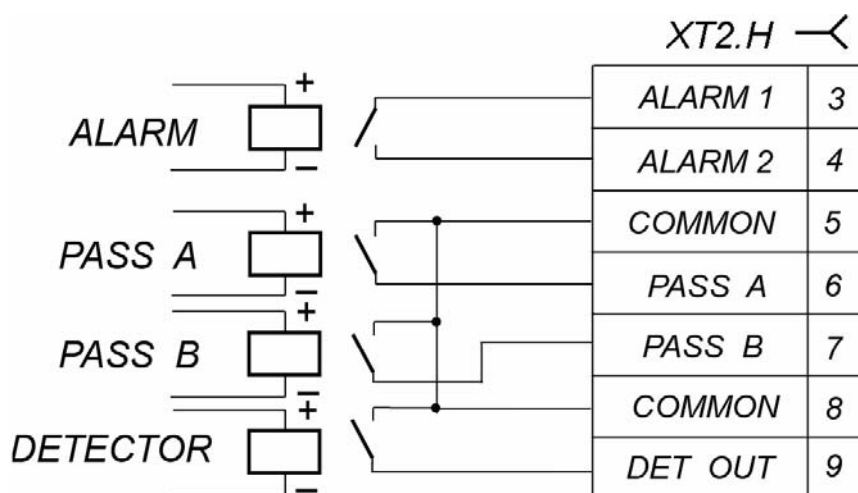 XT2.H
ALARM 1 3
ALARM
ALARM 2 4
COMMON 5
PASS A
PASS A 6
PASS B
PASS B 7
COMMON 8
DETECTOR
DET OUT 9
+
−
+
−
+
−
+
−